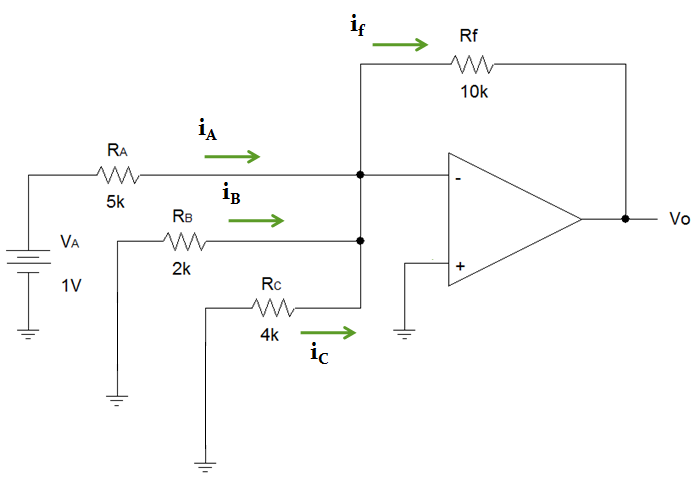 if
Rf
10k
iA
RA
5k
iB
RB
2k
VA
1V
RC
4k
iC
-
+
Vo